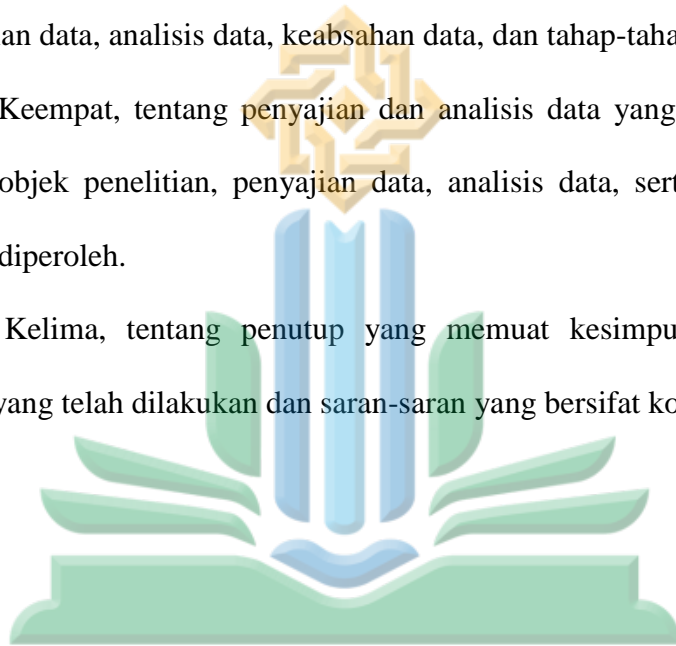 an data, analisis data, keabsahan data, dan tahap-taha
Keempat, tentang penyajian dan analisis data yang
objek penelitian, penyajian data, analisis data, sert
diperoleh.
Kelima, tentang penutup yang memuat kesimpu
yang telah dilakukan dan saran-saran yang bersifat ko